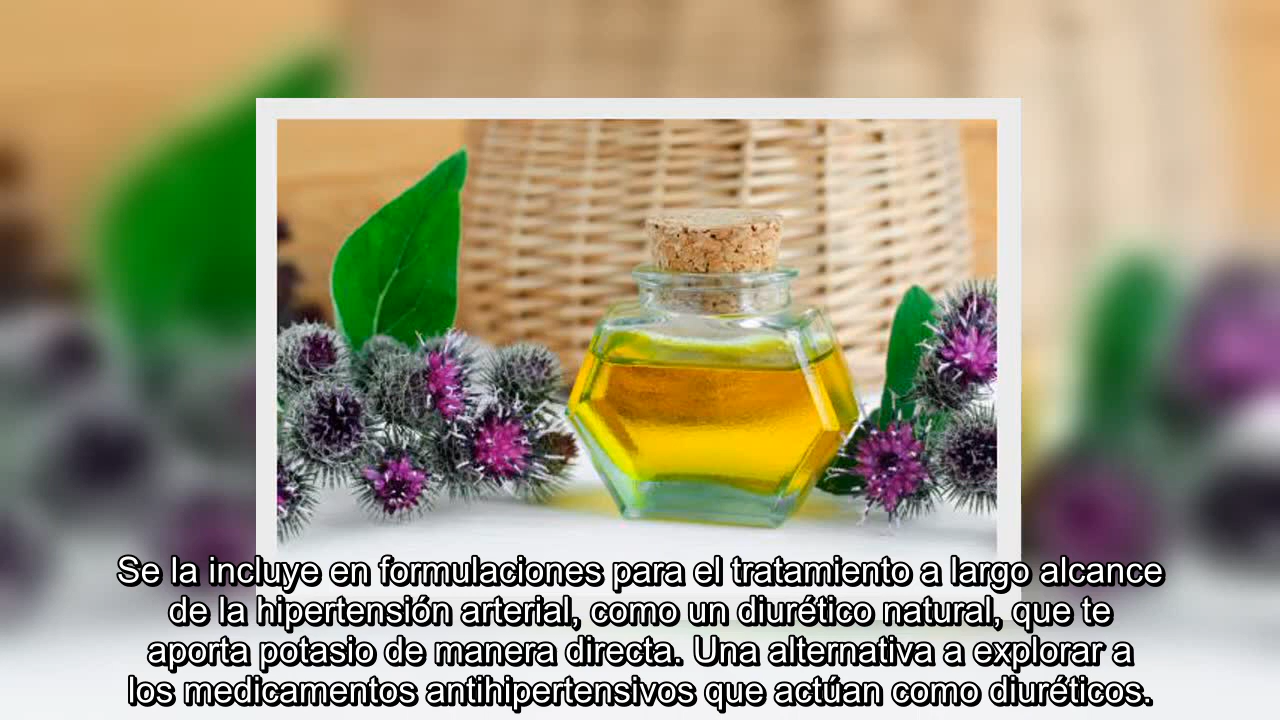 Se la incluye en formulaciones para el tratamiento a largo alcance
de la hipertensión arterial, como un diurético natural, que te
aporta potasio de manera directa. Una alternativa a explorar a
los medicamentos antihipertensivos que actúan como diuréticos.